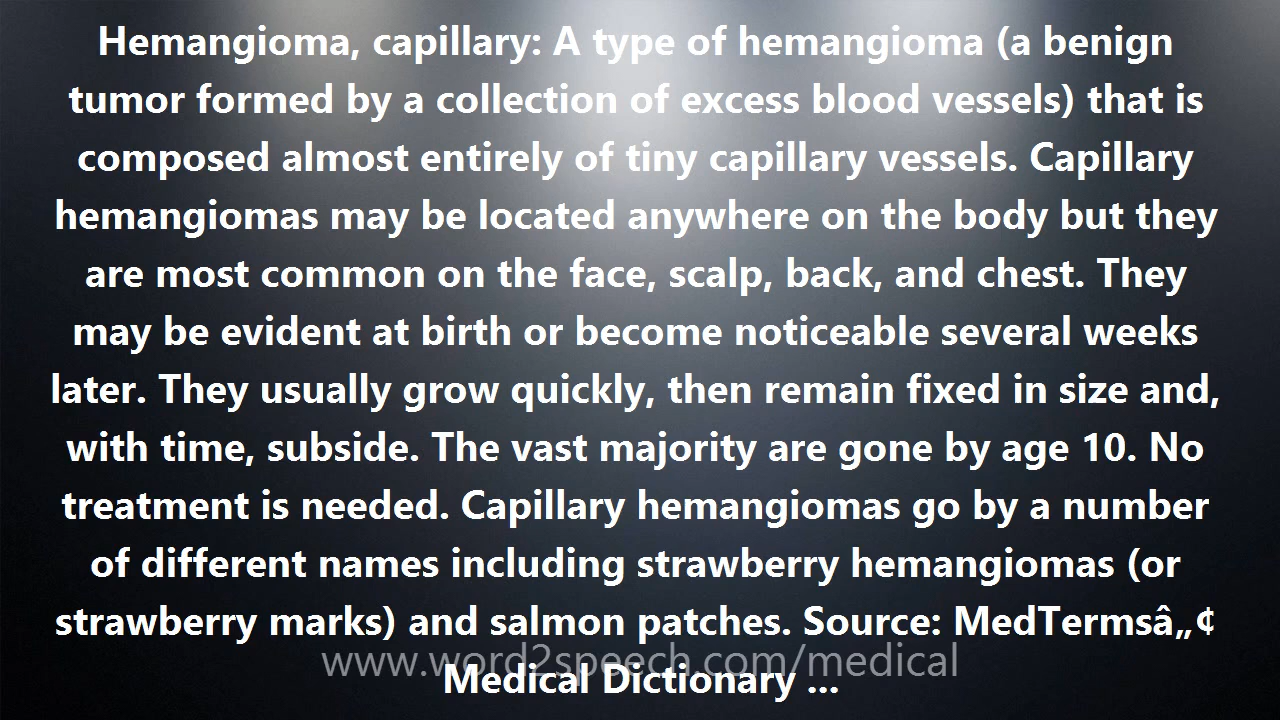 Hemangioma, capillary: A type of hemangioma (a benign
tumor formed by a collection of excess blood vessels) that is
composed almost entirely of tiny capillary vessels. Capillary
hemangiomas may be located anywhere on the body but they
are most common on the face, scalp, back, and chest. They
may be evident at birth or become noticeable several weeks
later. They usually grow quickly, then remain fixed in size and,
with time, subside. The vast majority are gone by age 10. No
treatment is needed. Capillary hemangiomas go by a number
of different names including strawberry hemangiomas (or
strawberry marks) and salmon patches. Source: MedTermsâ„¢
www.word2speech.com/medical
Medical Dictionary ...